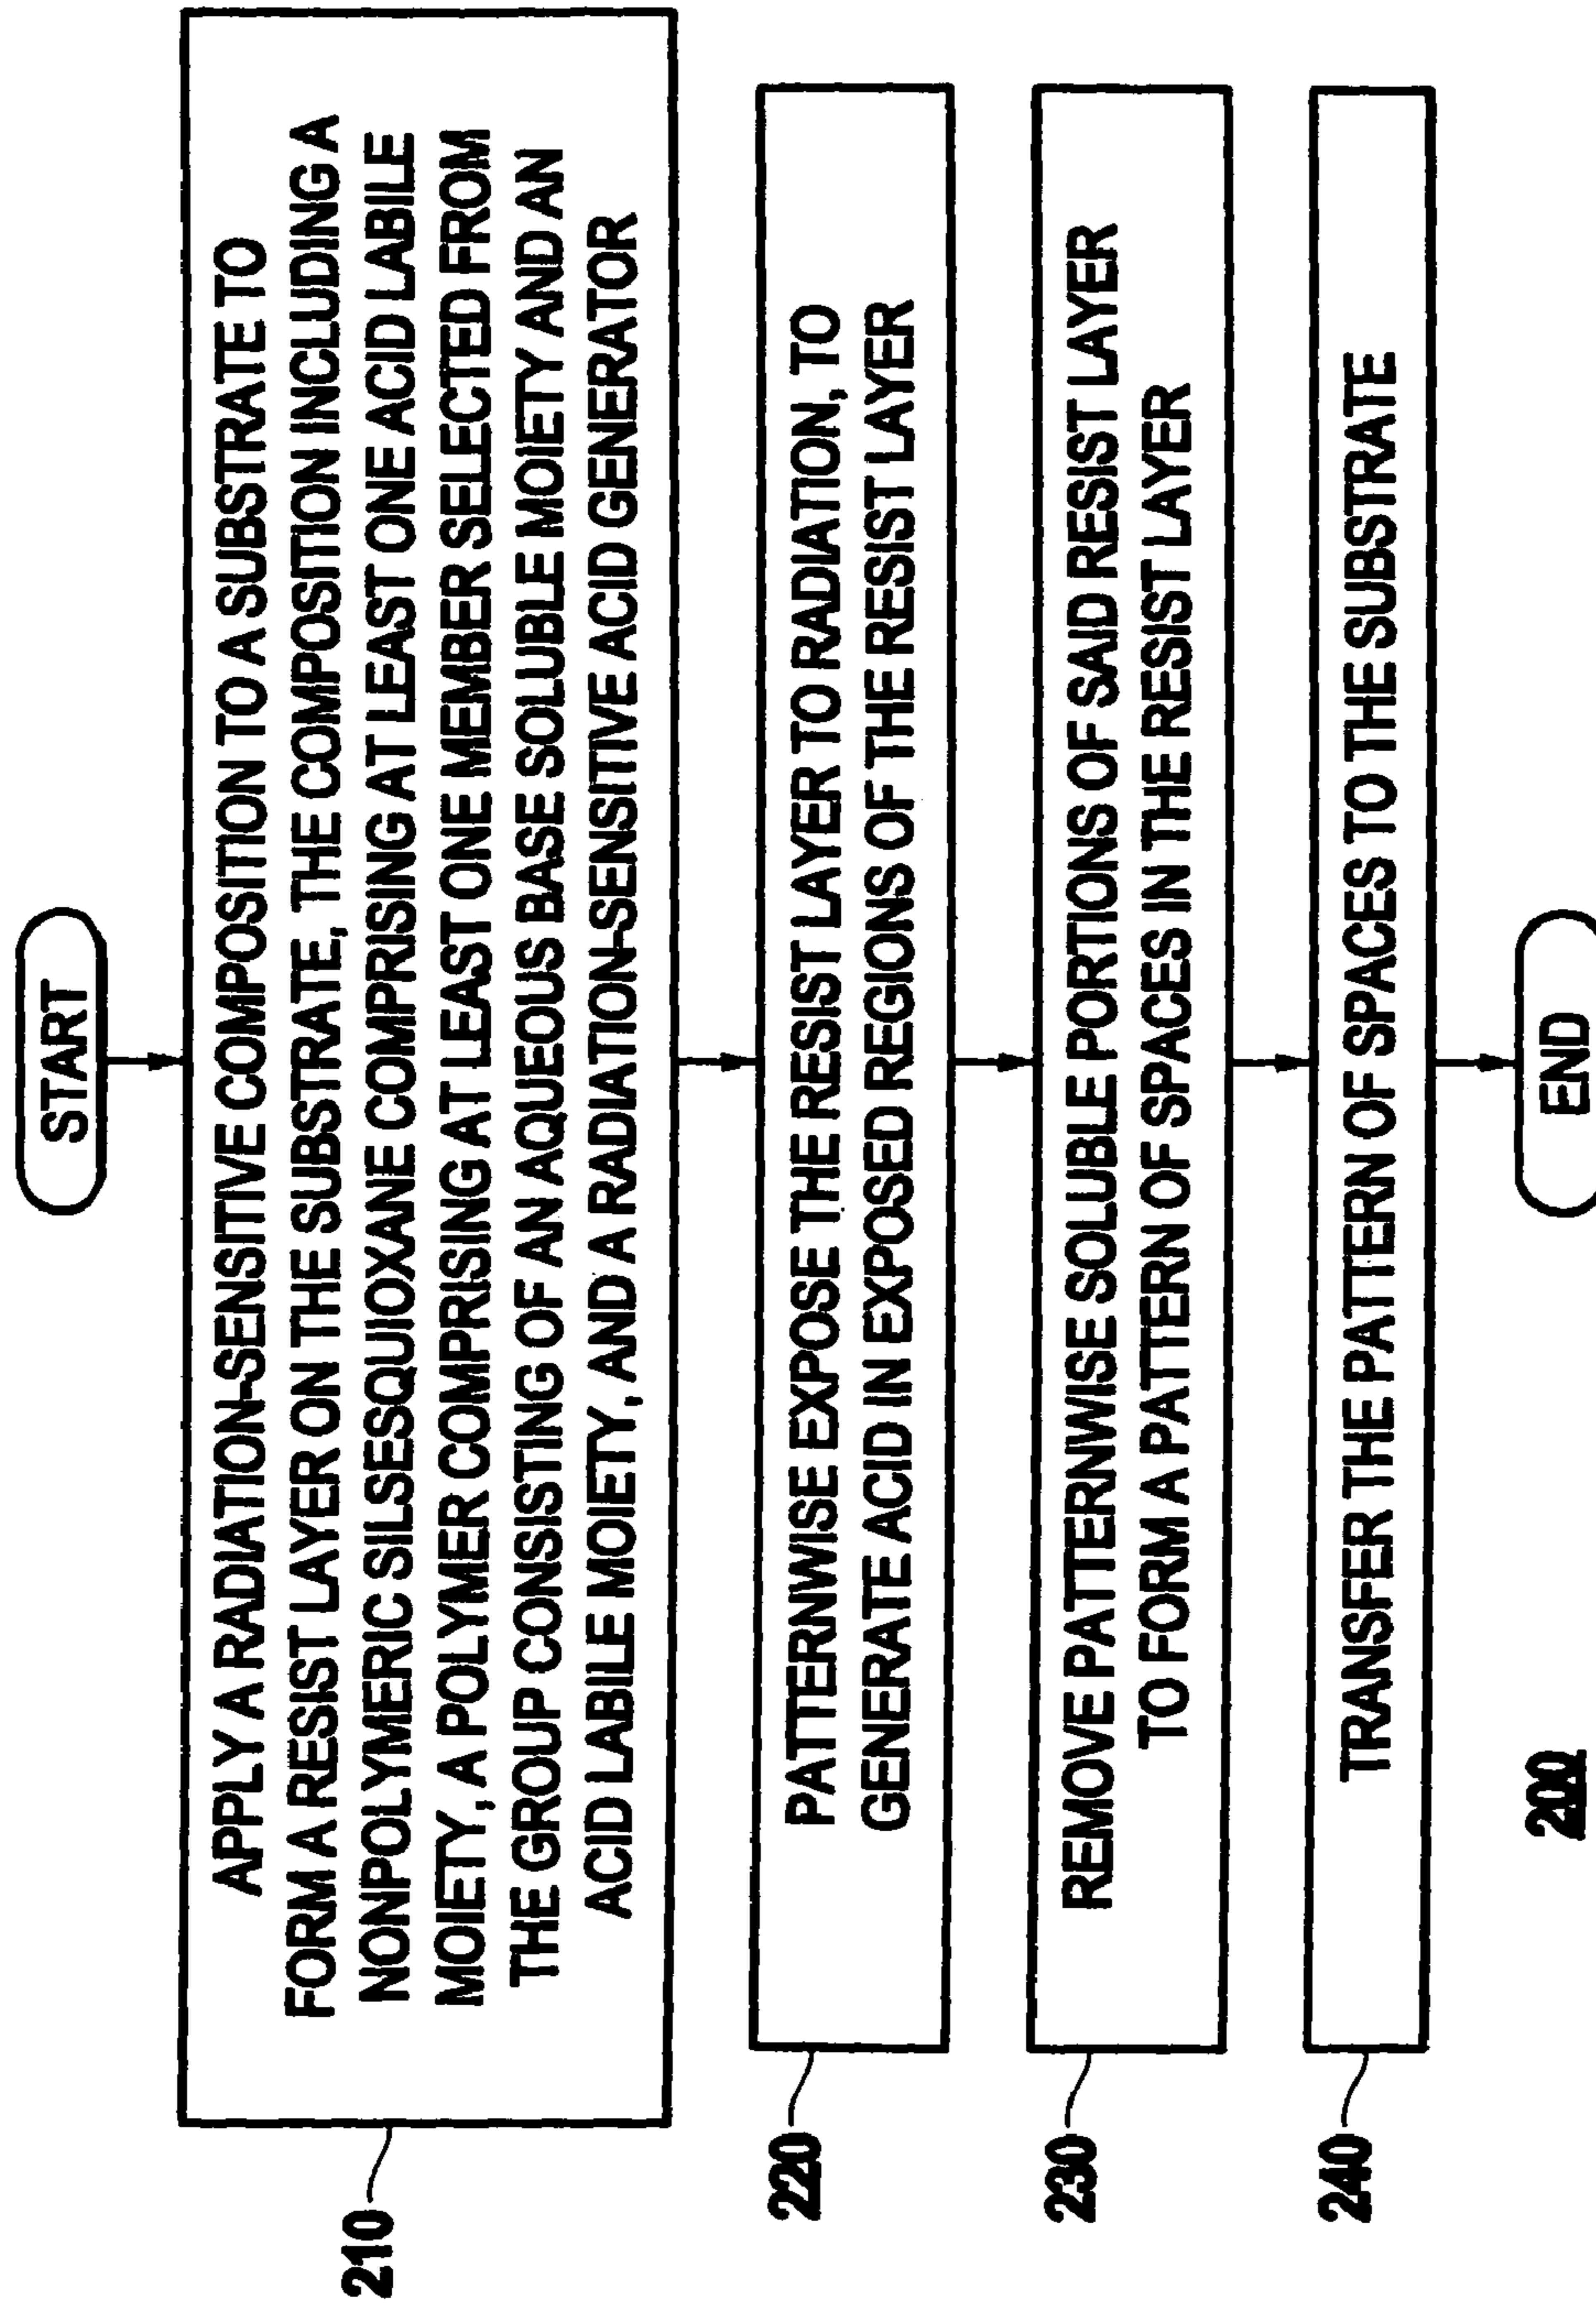 START
APPLY A RADIATION-SENSITIVE COMPOSITION TO A SUBSTRATE TO
FORM A RESIST LAYER ON THE SUBSTRATE, THE COMPOSITION INCLUDING A
NONPOLYMERIC SILSESQUIOXANE COMPRISING AT LEAST ONE ACID LABILE
MOIETY, A POLYMER COMPRISING AT LEAST ONE MEMBER SELECTED FROM
THE GROUP CONSISTING OF AN AQUEOUS BASE SOLUBLE MOIETY AND AN
ACID LABILE MOIETY, AND A RADIATION-SENSITIVE ACID GENERATOR
210
PATTERNWISE EXPOSE THE RESIST LAYER TO RADIATION, TO
GENERATE ACID IN EXPOSED REGIONS OF THE RESIST LAYER
220
REMOVE PATTERNWISE SOLUBLE PORTIONS OF SAID RESIST LAYER
TO FORM A PATTERN OF SPACES IN THE RESIST LAYER
230
TRANSFER THE PATTERN OF SPACES TO THE SUBSTRATE
240
END
200